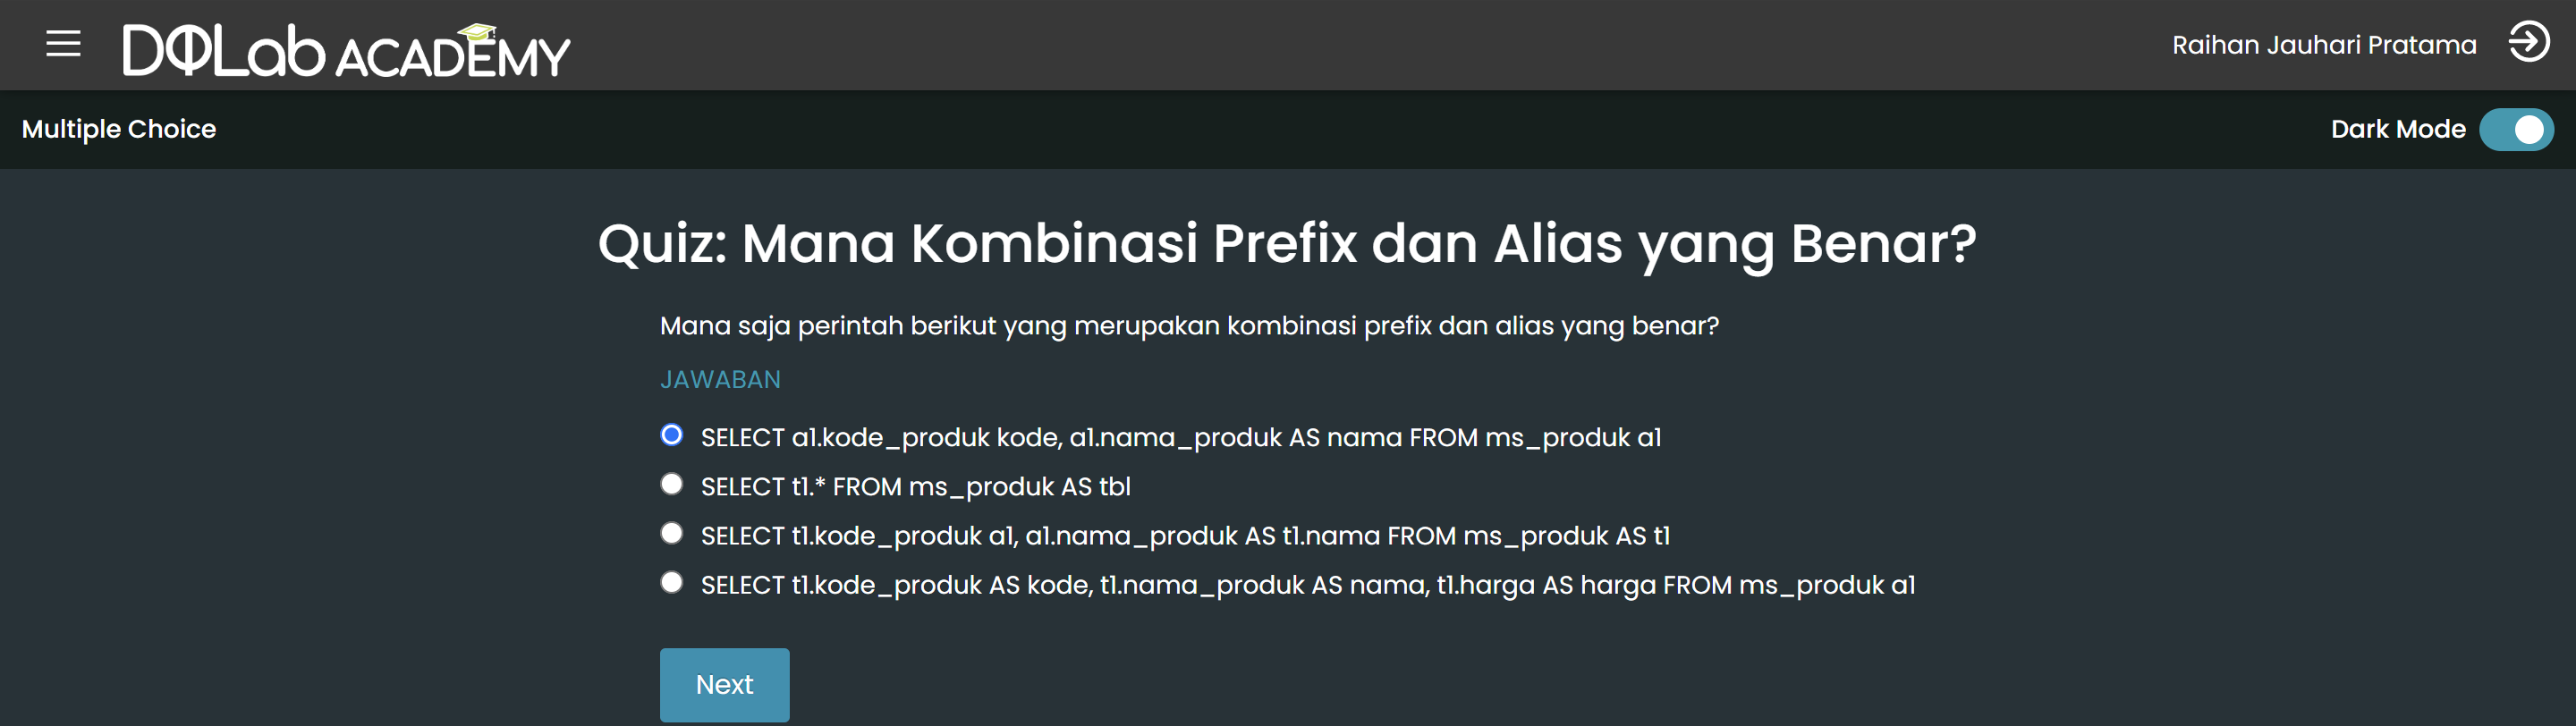 DQLab ACADEMY
Raihan Jauhari Pratama
Multiple Choice
Dark Mode
Quiz: Mana Kombinasi Prefix dan Alias yang Benar?
Mana saja perintah berikut yang merupakan kombinasi prefix dan alias yang benar?
JAWABAN
SELECT a1.kode_produk kode, a1.nama_produk AS nama FROM ms_produk a1
SELECT t1.* FROM ms_produk AS tbl
SELECT t1.kode_produk a1, a1.nama_produk AS t1.nama FROM ms_produk AS t1
SELECT t1.kode_produk AS kode, t1.nama_produk AS nama, t1.harga AS harga FROM ms_produk a1
Next